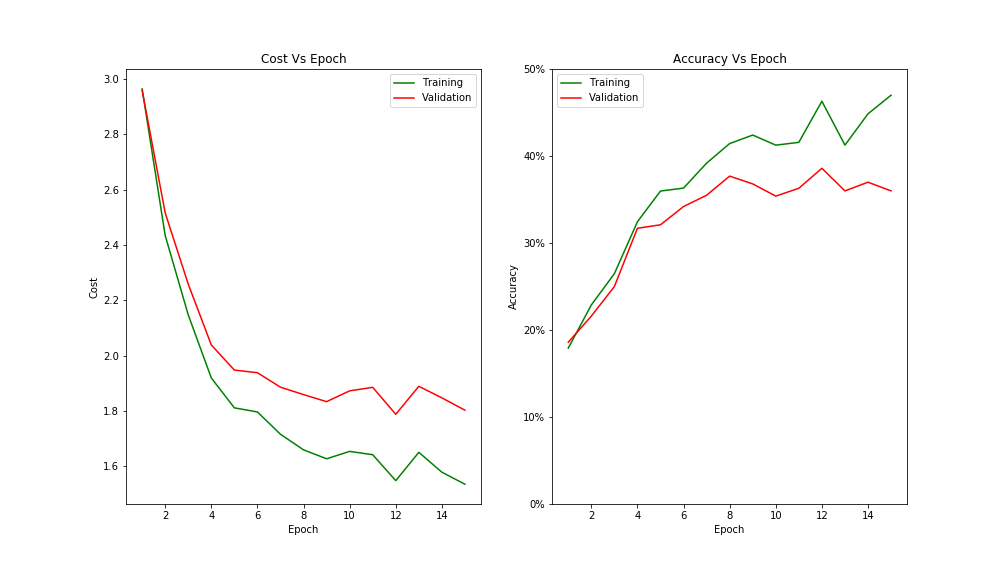 Cost Vs Epoch
3.0
2.8
2.6
2.4
2.2
2.0
1.8
1.6
Cost
2 4 6 8 10 12 14
Epoch
Training
Validation
Accuracy Vs Epoch
50%
40%
30%
20%
10%
0%
Accuracy
2 4 6 8 10 12 14
Epoch
Training
Validation